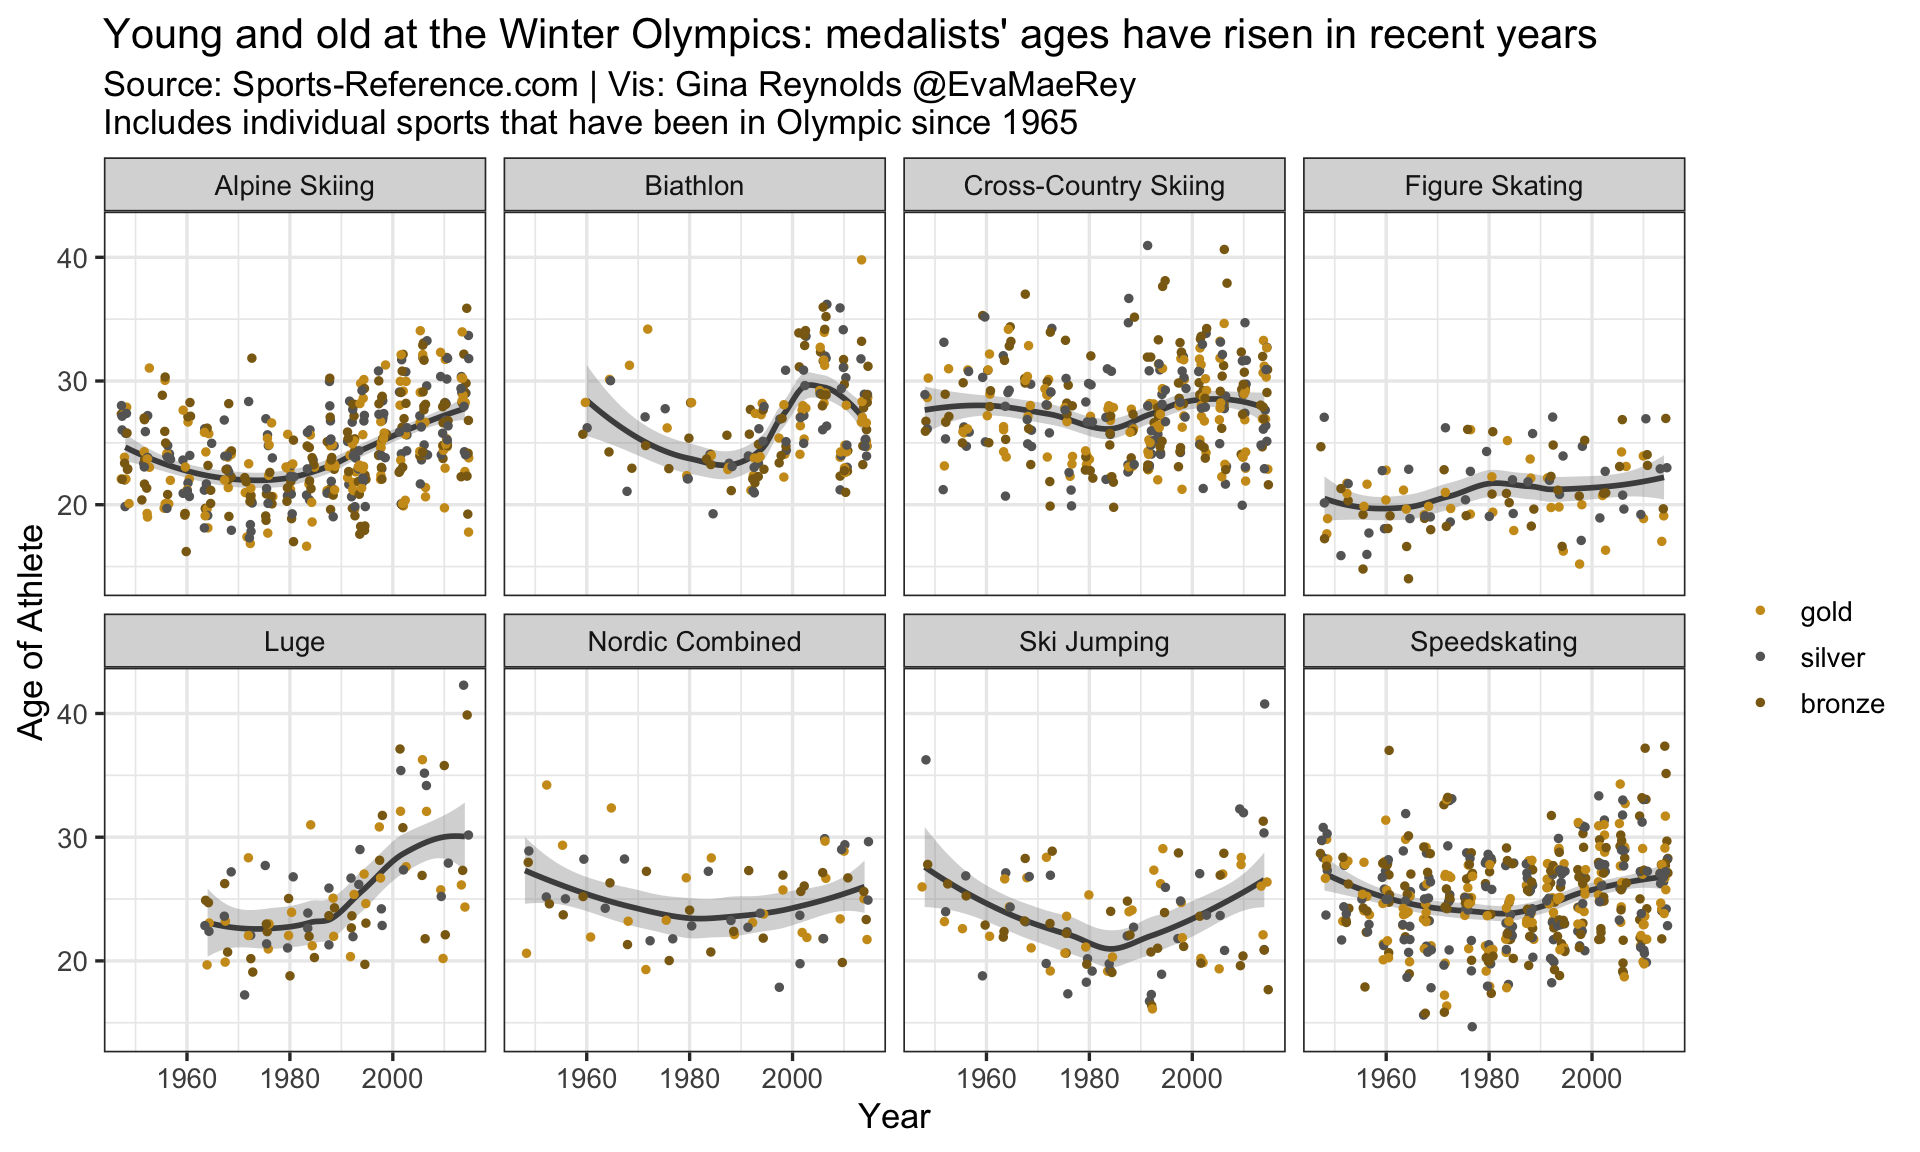 Young and old at the Winter Olympics: medalists' ages have risen in recent years
Source: Sports-Reference.com | Vis: Gina Reynolds @EvaMaeRey
Includes individual sports that have been in Olympic since 1965
Alpine Skiing
Biathlon
Cross-Country Skiing
Figure Skating
40
30
20
Luge
Nordic Combined
Ski Jumping
Speedskating
40
30
20
Age of Athlete
1960 1980 2000
1960 1980 2000
1960 1980 2000
1960 1980 2000
Year
gold
silver
bronze